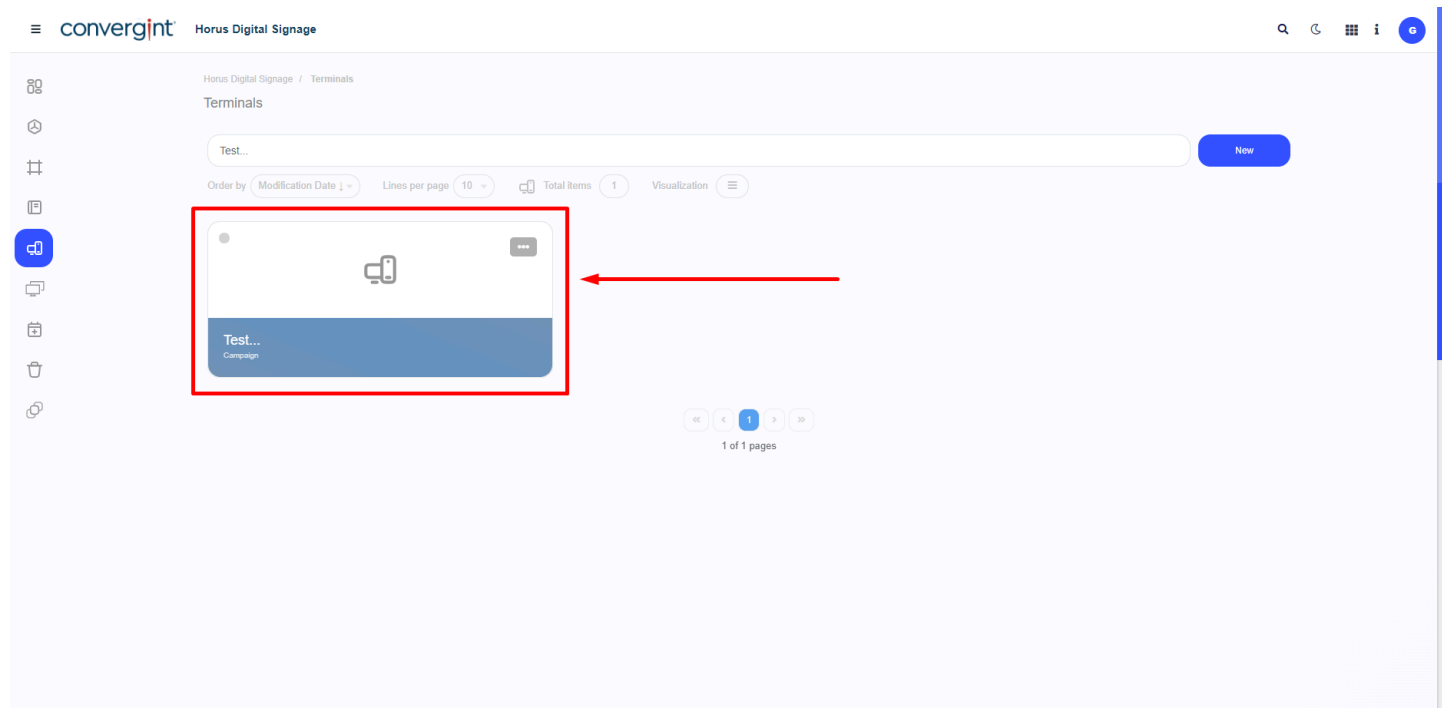 convergint Horus Digital Signage
G
Horus Digital Signage / Terminals
Terminals
Test...
New
Order by Modification Date ↓ Lines per page 10 Total items 1 Visualization
Test...
Campaign
« ‹ 1 › »
1 of 1 pages